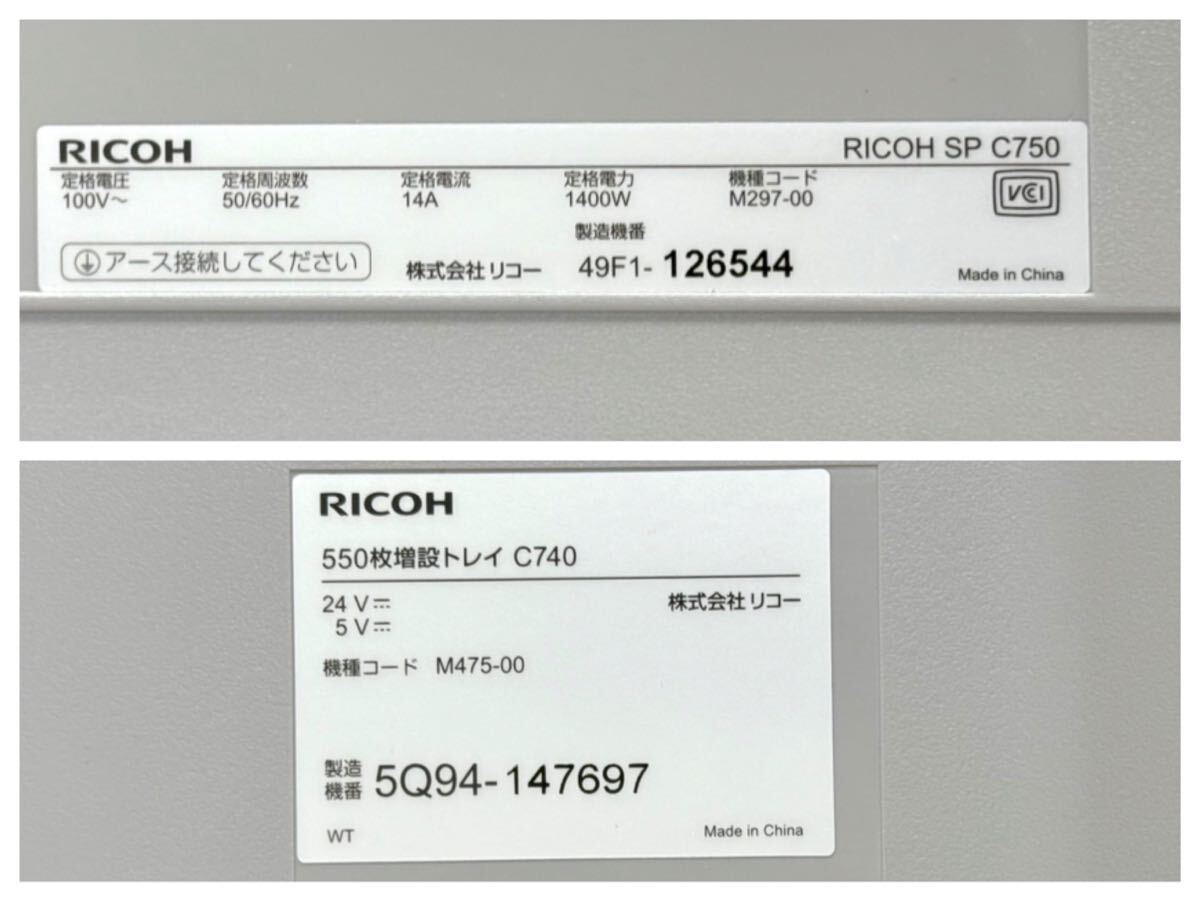 RICOH RICOH SP C750
定格電圧 定格周波数 定格電流 定格電力 機種コード
100V～ 50/60Hz 14A 1400W M297-00
VCI
製造機番
アース接続してください 株式会社リコー 49F1-126544 Made in China
RICOH
550枚増設トレイ C740
24 V⎓ 株式会社リコー
5 V⎓
機種コード M475-00
製造
機番 5Q94-147697
WT Made in China